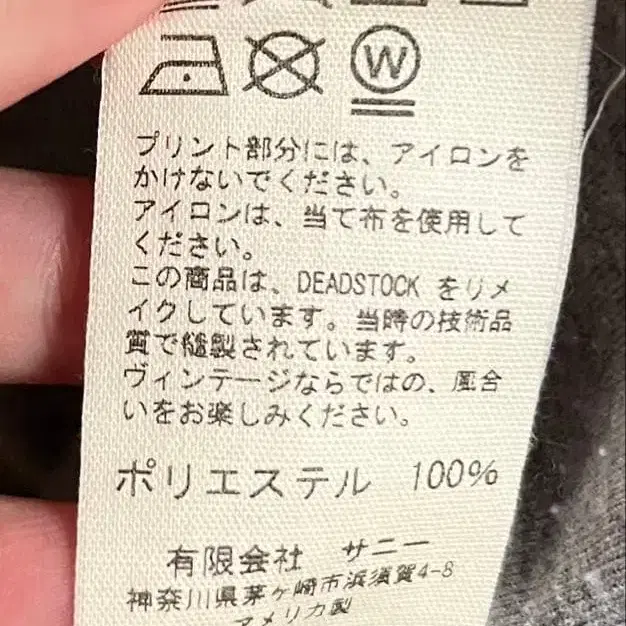 W
プリント部分には、アイロンを
かけないでください。
アイロンは、当て布を使用して
ください。
この商品は、DEADSTOCK をリメ
イクしています。当時の技術品
質で縫製されています。
ヴィンテージならではの、風合
いをお楽しみください。
ポリエステル 100%
有限会社 サニー
神奈川県茅ヶ崎市浜須賀4-8
アメリカ製